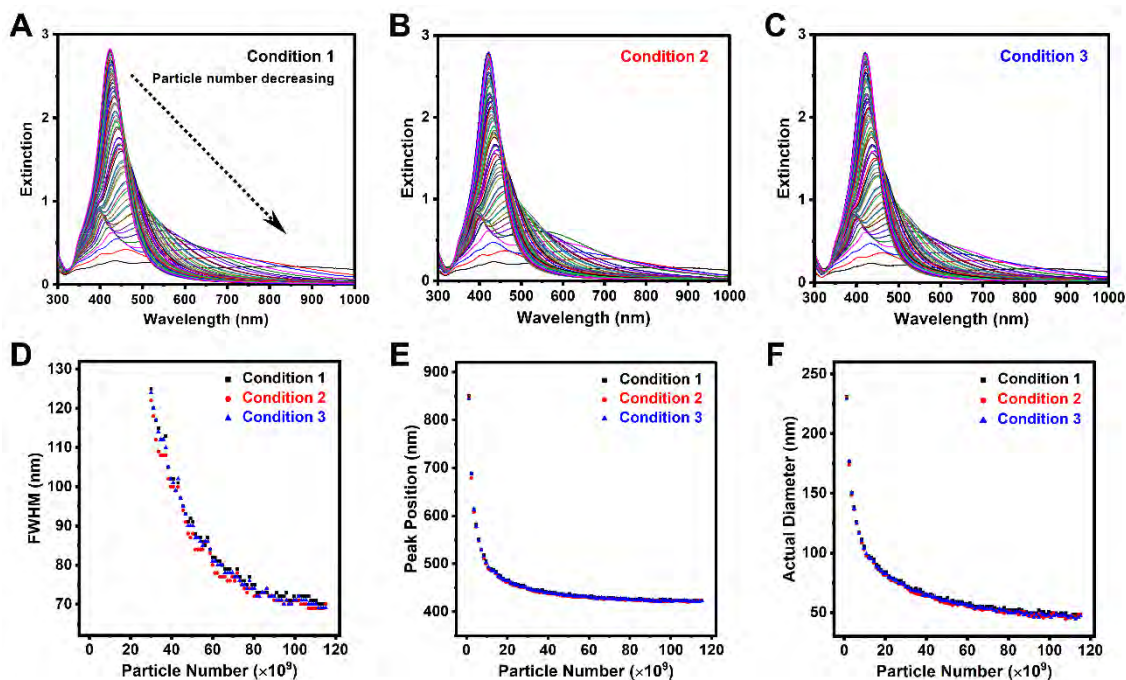 A
Condition 1
Particle number decreasing
Extinction
3
2
1
0
300 400 500 600 700 800 900 1000
Wavelength (nm)
B
Condition 2
Extinction
3
2
1
0
300 400 500 600 700 800 900 1000
Wavelength (nm)
C
Condition 3
Extinction
3
2
1
0
300 400 500 600 700 800 900 1000
Wavelength (nm)
D
Condition 1
Condition 2
Condition 3
FWHM (nm)
130
120
110
100
90
80
70
0 20 40 60 80 100 120
Particle Number (×10⁹)
E
Condition 1
Condition 2
Condition 3
Peak Position (nm)
900
800
700
600
500
400
0 20 40 60 80 100 120
Particle Number (×10⁹)
F
Condition 1
Condition 2
Condition 3
Actual Diameter (nm)
250
200
150
100
50
0 20 40 60 80 100 120
Particle Number (×10⁹)